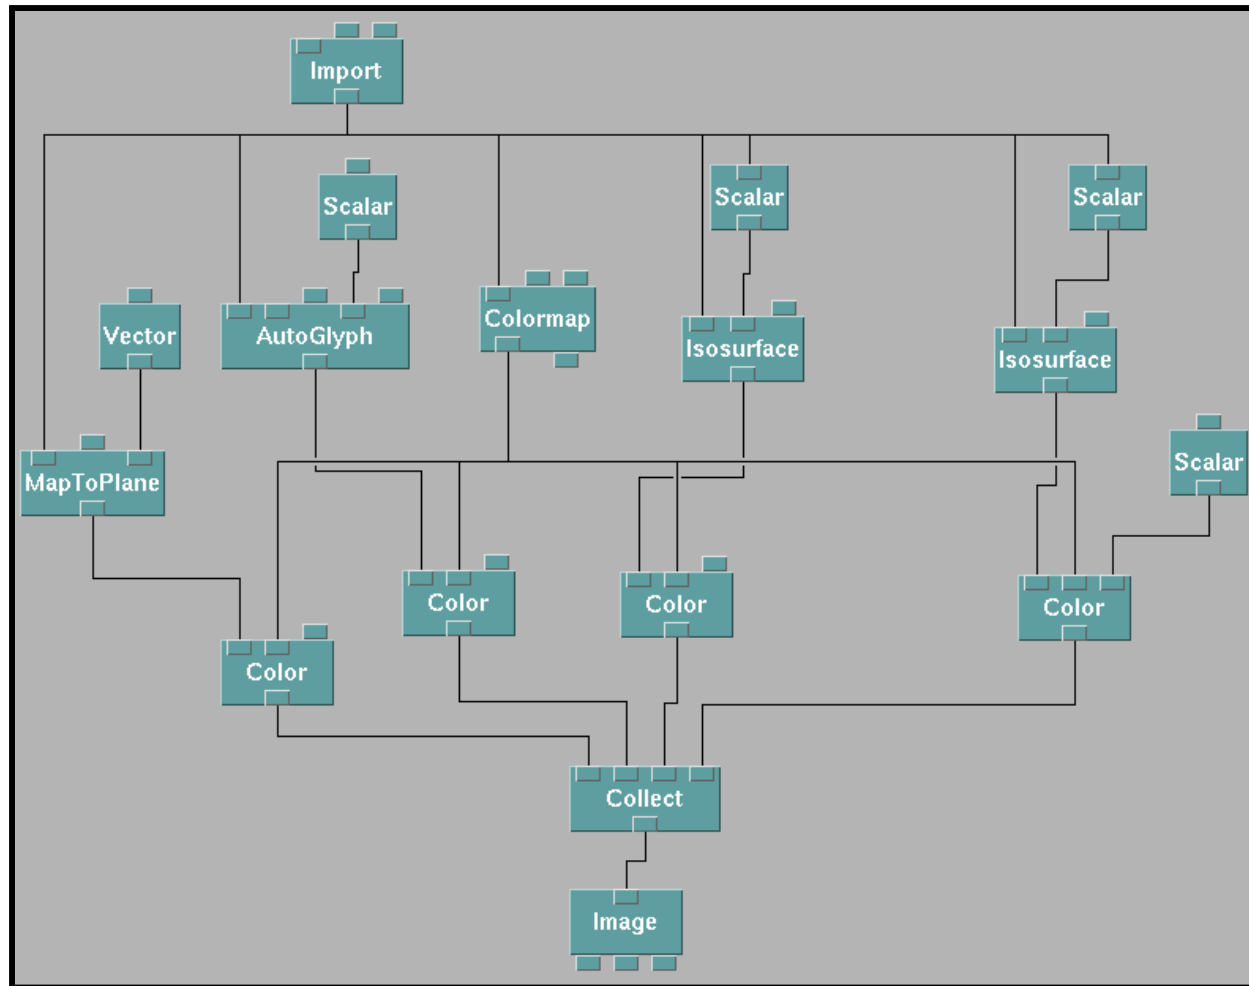 Import
Scalar
Scalar
Scalar
Vector
AutoGlyph
Colormap
Isosurface
Isosurface
MapToPlane
Scalar
Color
Color
Color
Color
Collect
Image